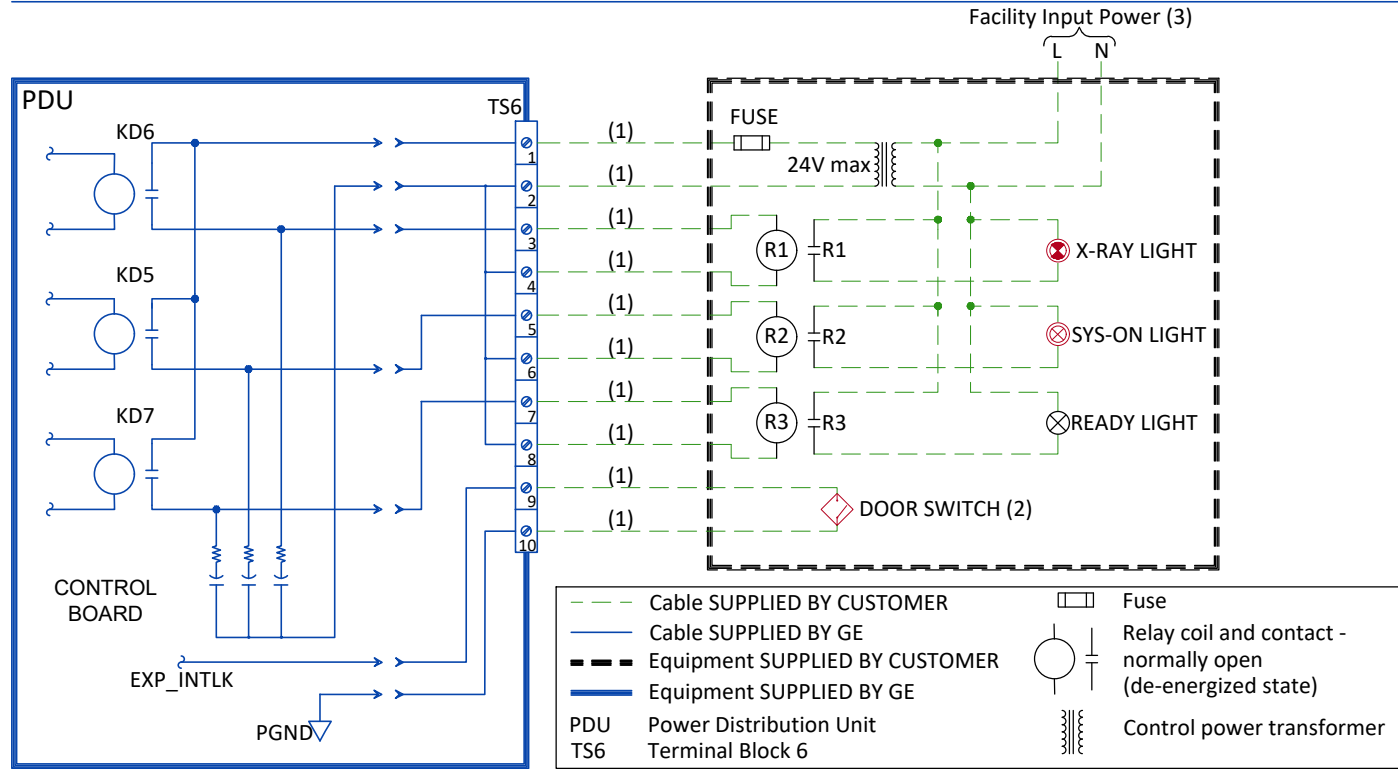 Facility Input Power (3)
L N
PDU
TS6
KD6
FUSE
(1)
1
24V max
(1)
2
(1)
3
R1 R1 X-RAY LIGHT
(1)
4
KD5
(1)
5
R2 R2 SYS-ON LIGHT
(1)
6
(1)
7
KD7
R3 R3 READY LIGHT
(1)
8
(1)
9
DOOR SWITCH (2)
(1)
10
CONTROL
BOARD
EXP_INTLK
PGND
Cable SUPPLIED BY CUSTOMER
Cable SUPPLIED BY GE
Equipment SUPPLIED BY CUSTOMER
Equipment SUPPLIED BY GE
PDU Power Distribution Unit
TS6 Terminal Block 6
Fuse
Relay coil and contact -
normally open
(de-energized state)
Control power transformer